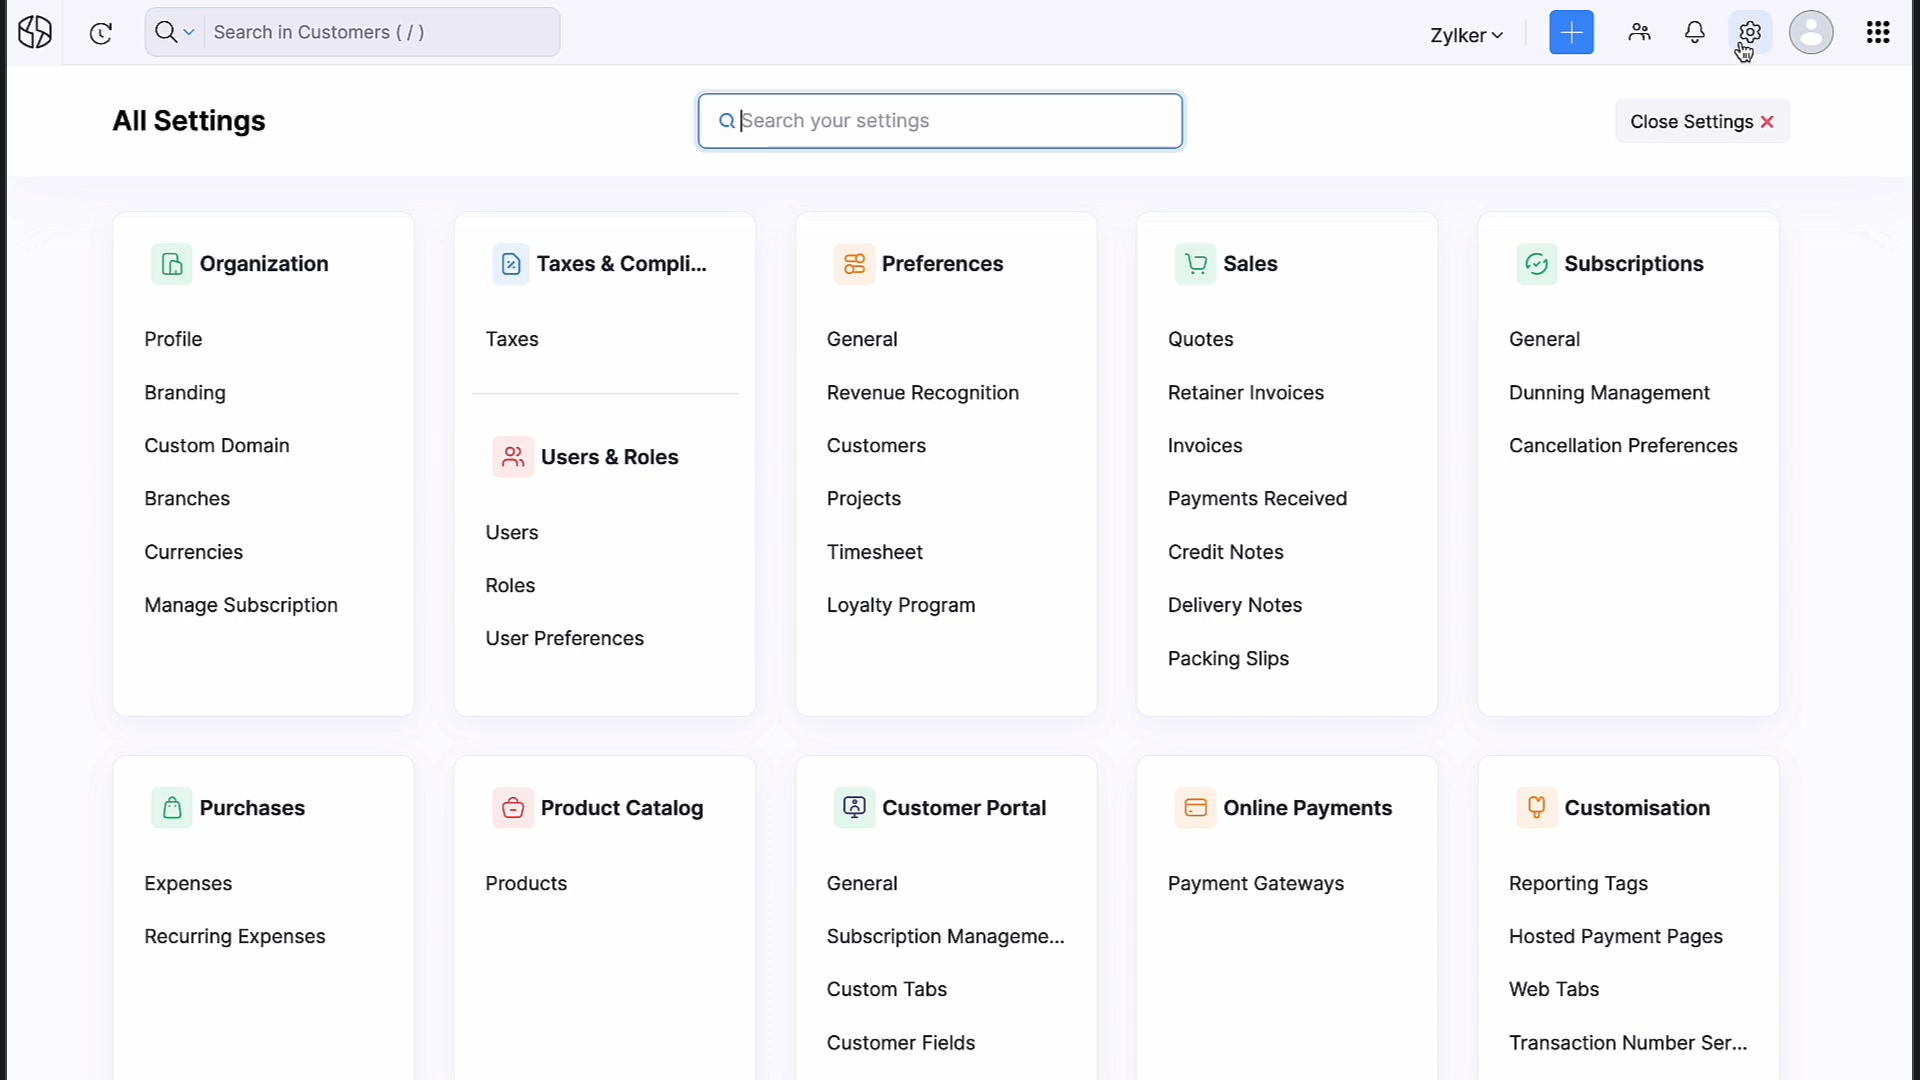 Search in Customers ( / )
Zylker
All Settings
Search your settings
Close Settings
Organization
Profile
Branding
Custom Domain
Branches
Currencies
Manage Subscription
Taxes & Compli...
Taxes
Users & Roles
Users
Roles
User Preferences
Preferences
General
Revenue Recognition
Customers
Projects
Timesheet
Loyalty Program
Sales
Quotes
Retainer Invoices
Invoices
Payments Received
Credit Notes
Delivery Notes
Packing Slips
Subscriptions
General
Dunning Management
Cancellation Preferences
Purchases
Expenses
Recurring Expenses
Product Catalog
Products
Customer Portal
General
Subscription Manageme...
Custom Tabs
Customer Fields
Online Payments
Payment Gateways
Customisation
Reporting Tags
Hosted Payment Pages
Web Tabs
Transaction Number Ser...